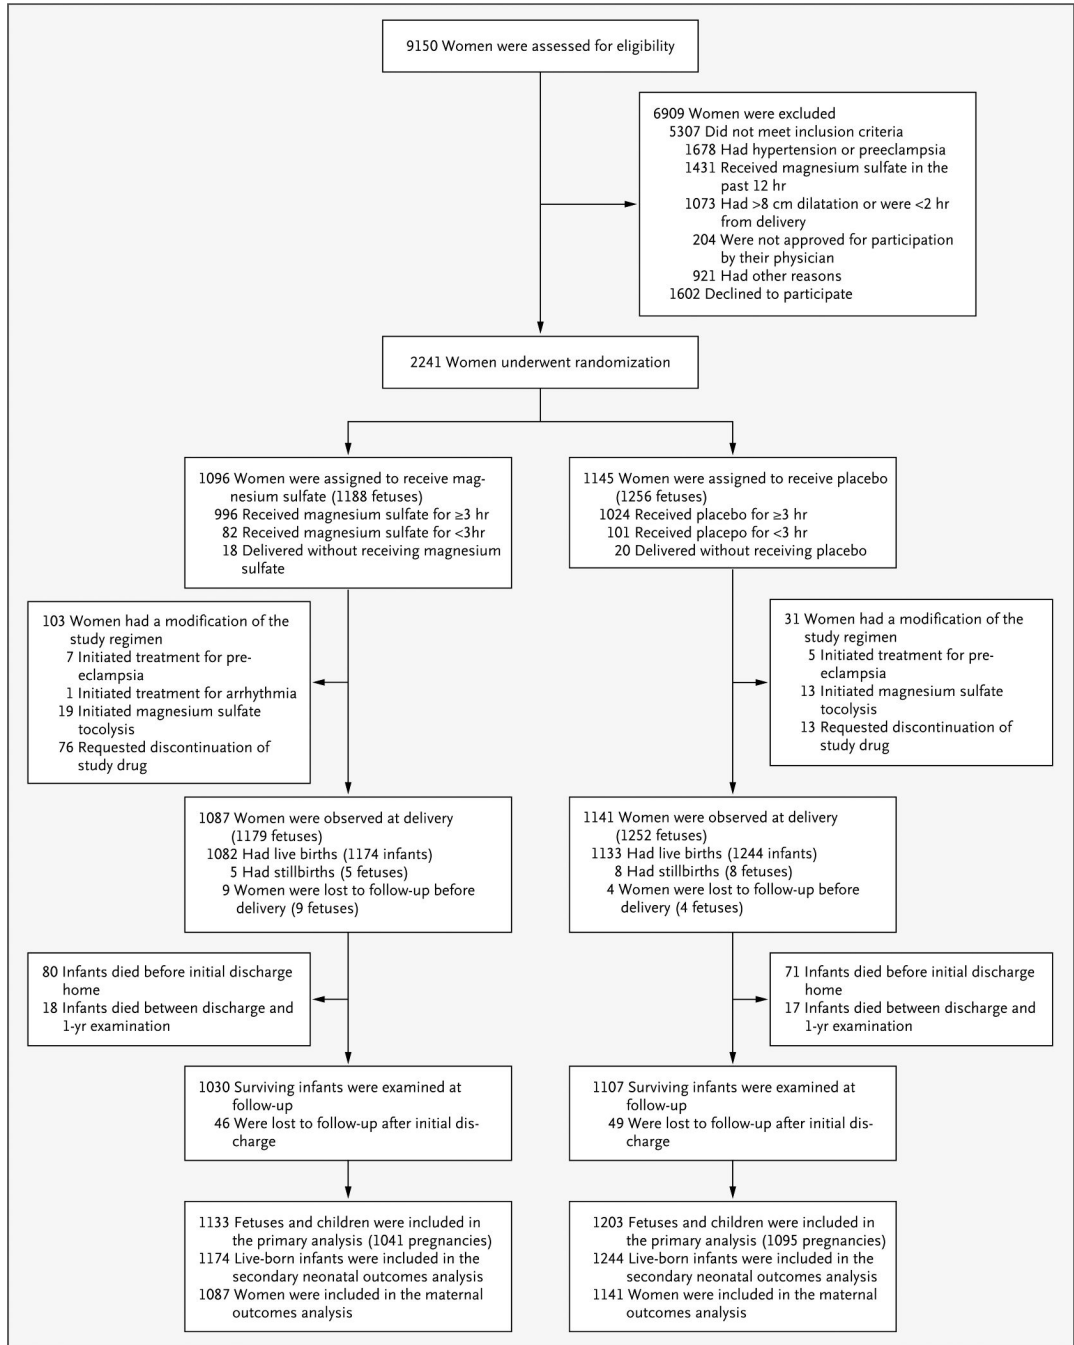 9150 Women were assessed for eligibility
6909 Women were excluded
5307 Did not meet inclusion criteria
1678 Had hypertension or preeclampsia
1431 Received magnesium sulfate in the
past 12 hr
1073 Had >8 cm dilatation or were <2 hr
from delivery
204 Were not approved for participation
by their physician
921 Had other reasons
1602 Declined to participate
2241 Women underwent randomization
1096 Women were assigned to receive mag-
nesium sulfate (1188 fetuses)
996 Received magnesium sulfate for ≥3 hr
82 Received magnesium sulfate for <3hr
18 Delivered without receiving magnesium
sulfate
1145 Women were assigned to receive placebo
(1256 fetuses)
1024 Received placebo for ≥3 hr
101 Received placepo for <3 hr
20 Delivered without receiving placebo
103 Women had a modification of the
study regimen
7 Initiated treatment for pre-
eclampsia
1 Initiated treatment for arrhythmia
19 Initiated magnesium sulfate
tocolysis
76 Requested discontinuation of
study drug
31 Women had a modification of the
study regimen
5 Initiated treatment for pre-
eclampsia
13 Initiated magnesium sulfate
tocolysis
13 Requested discontinuation of
study drug
1087 Women were observed at delivery
(1179 fetuses)
1082 Had live births (1174 infants)
5 Had stillbirths (5 fetuses)
9 Women were lost to follow-up before
delivery (9 fetuses)
1141 Women were observed at delivery
(1252 fetuses)
1133 Had live births (1244 infants)
8 Had stillbirths (8 fetuses)
4 Women were lost to follow-up before
delivery (4 fetuses)
80 Infants died before initial discharge
home
18 Infants died between discharge and
1-yr examination
71 Infants died before initial discharge
home
17 Infants died between discharge and
1-yr examination
1030 Surviving infants were examined at
follow-up
46 Were lost to follow-up after initial dis-
charge
1107 Surviving infants were examined at
follow-up
49 Were lost to follow-up after initial dis-
charge
1133 Fetuses and children were included in
the primary analysis (1041 pregnancies)
1174 Live-born infants were included in the
secondary neonatal outcomes analysis
1087 Women were included in the maternal
outcomes analysis
1203 Fetuses and children were included in
the primary analysis (1095 pregnancies)
1244 Live-born infants were included in the
secondary neonatal outcomes analysis
1141 Women were included in the maternal
outcomes analysis